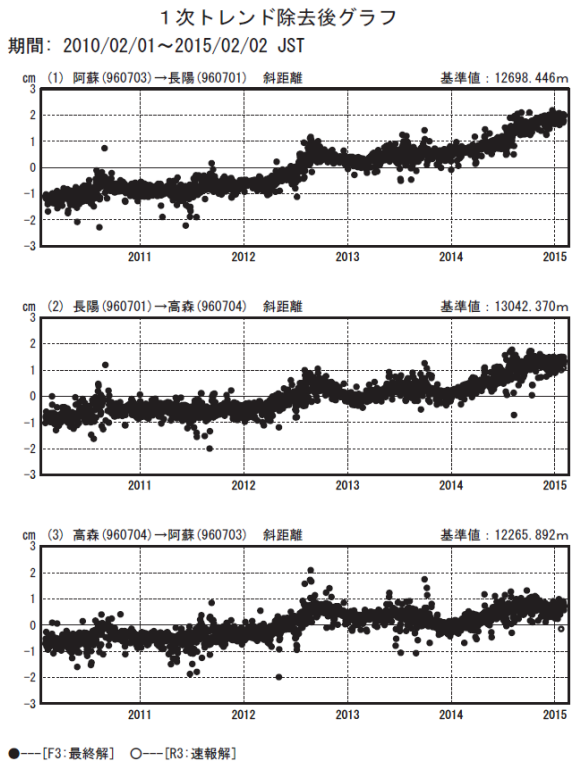 １次トレンド除去後グラフ
期間: 2010/02/01～2015/02/02 JST
cm (1) 阿蘇(960703)→長陽(960701) 斜距離 基準値：12698.446m
3
2
1
0
-1
-2
-3
2011 2012 2013 2014 2015
cm (2) 長陽(960701)→高森(960704) 斜距離 基準値：13042.370m
3
2
1
0
-1
-2
-3
2011 2012 2013 2014 2015
cm (3) 高森(960704)→阿蘇(960703) 斜距離 基準値：12265.892m
3
2
1
0
-1
-2
-3
2011 2012 2013 2014 2015
●---[F3:最終解] ○---[R3:速報解]